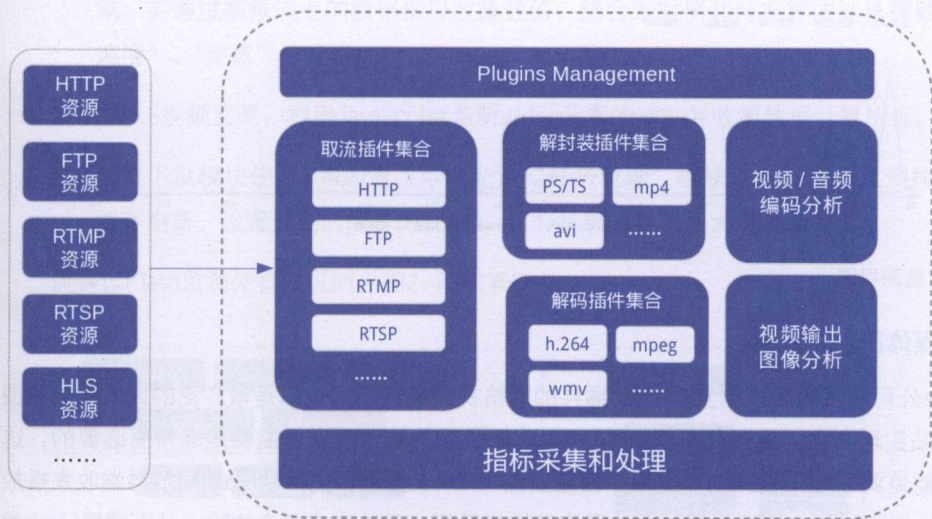 HTTP
资源
FTP
资源
RTMP
资源
RTSP
资源
HLS
资源
......
Plugins Management
取流插件集合
HTTP
FTP
RTMP
RTSP
......
解封装插件集合
PS/TS
mp4
avi
......
解码插件集合
h.264
mpeg
wmv
......
视频 / 音频
编码分析
视频输出
图像分析
指标采集和处理